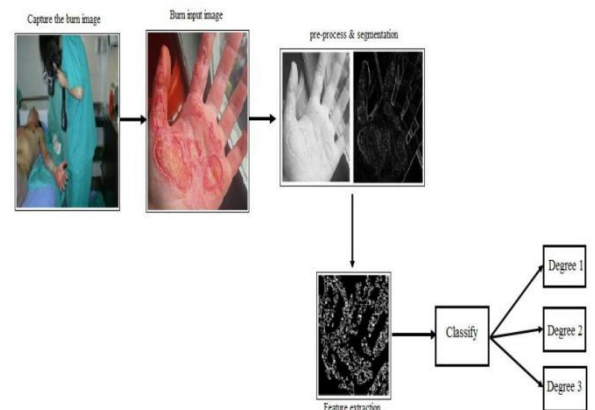 Capture the burn image
Burn input image
pre-process & segmentation
Classify
Degree 1
Degree 2
Degree 3
Feature extraction